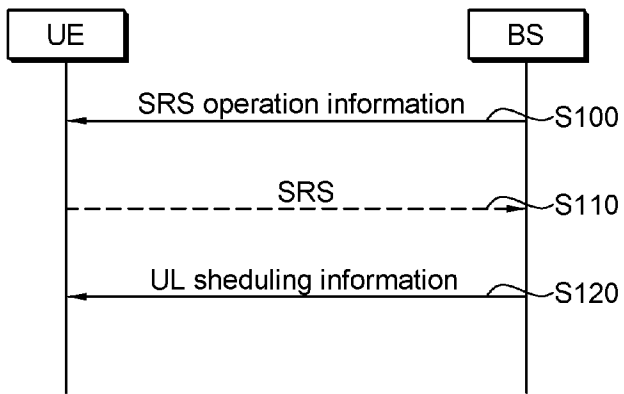 UE
BS
SRS operation information
S100
SRS
S110
UL sheduling information
S120